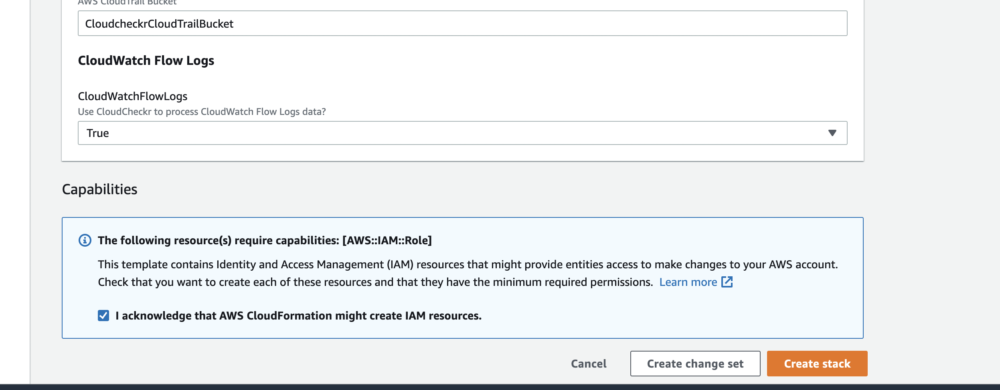 AWS CloudTrail Bucket
CloudcheckrCloudTrailBucket
CloudWatch Flow Logs
CloudWatchFlowLogs
Use CloudCheckr to process CloudWatch Flow Logs data?
True
Capabilities
The following resource(s) require capabilities: [AWS::IAM::Role]
This template contains Identity and Access Management (IAM) resources that might provide entities access to make changes to your AWS account.
Check that you want to create each of these resources and that they have the minimum required permissions. Learn more
I acknowledge that AWS CloudFormation might create IAM resources.
Cancel
Create change set
Create stack